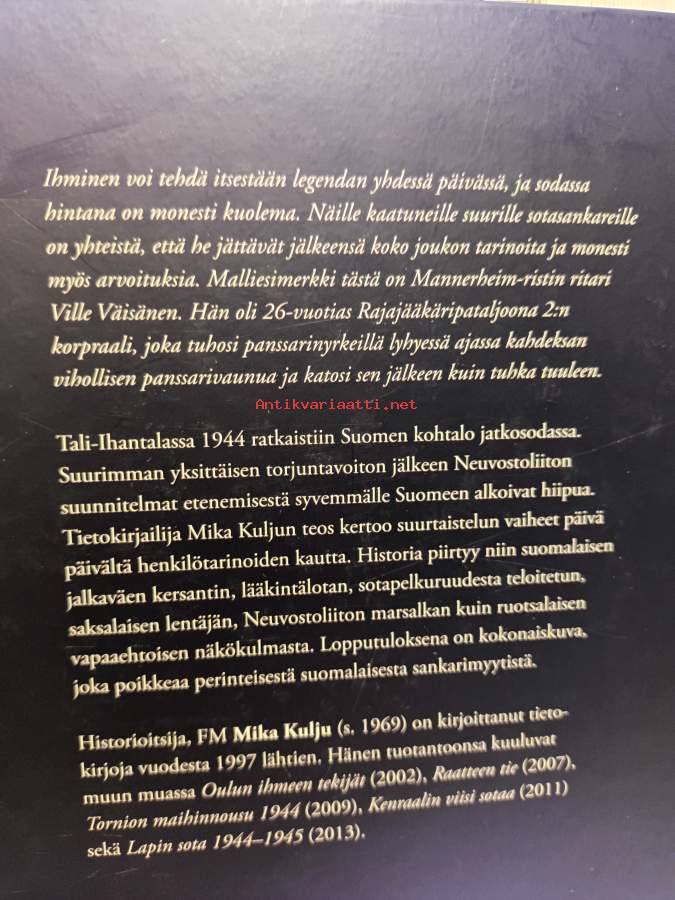 Ihminen voi tehdä itsestään legendan yhdessä päivässä, ja sodassa
hintana on monesti kuolema. Näille kaatuneille suurille sotasankareille
on yhteistä, että he jättävät jälkeensä koko joukon tarinoita ja monesti
myös arvoituksia. Malliesimerkki tästä on Mannerheim-ristin ritari
Ville Väisänen. Hän oli 26-vuotias Rajajääkäripataljoona 2:n
korpraali, joka tuhosi panssarinyrkeillä lyhyessä ajassa kahdeksan
vihollisen panssarivaunua ja katosi sen jälkeen kuin tuhka tuuleen.
Antikvariaatti.net
Tali-Ihantalassa 1944 ratkaistiin Suomen kohtalo jatkosodassa.
Suurimman yksittäisen torjuntavoiton jälkeen Neuvostoliiton
suunnitelmat etenemisestä syvemmälle Suomeen alkoivat hiipua.
Tietokirjailija Mika Kuljun teos kertoo suurtaistelun vaiheet päivä
päivältä henkilötarinoiden kautta. Historia piirtyy niin suomalaisen
jalkaväen kersantin, lääkintälotan, sotapelkuruudesta teloitetun,
saksalaisen lentäjän, Neuvostoliiton marsalkan kuin ruotsalaisen
vapaaehtoisen näkökulmasta. Lopputuloksena on kokonaiskuva,
joka poikkeaa perinteisestä suomalaisesta sankarimyytistä.
Historioitsija, FM Mika Kulju (s. 1969) on kirjoittanut tieto-
kirjoja vuodesta 1997 lähtien. Hänen tuotantoonsa kuuluvat
muun muassa Oulun ihmeen tekijät (2002), Raatteen tie (2007),
Tornion maihinnousu 1944 (2009), Kenraalin viisi sotaa (2011)
sekä Lapin sota 1944–1945 (2013).